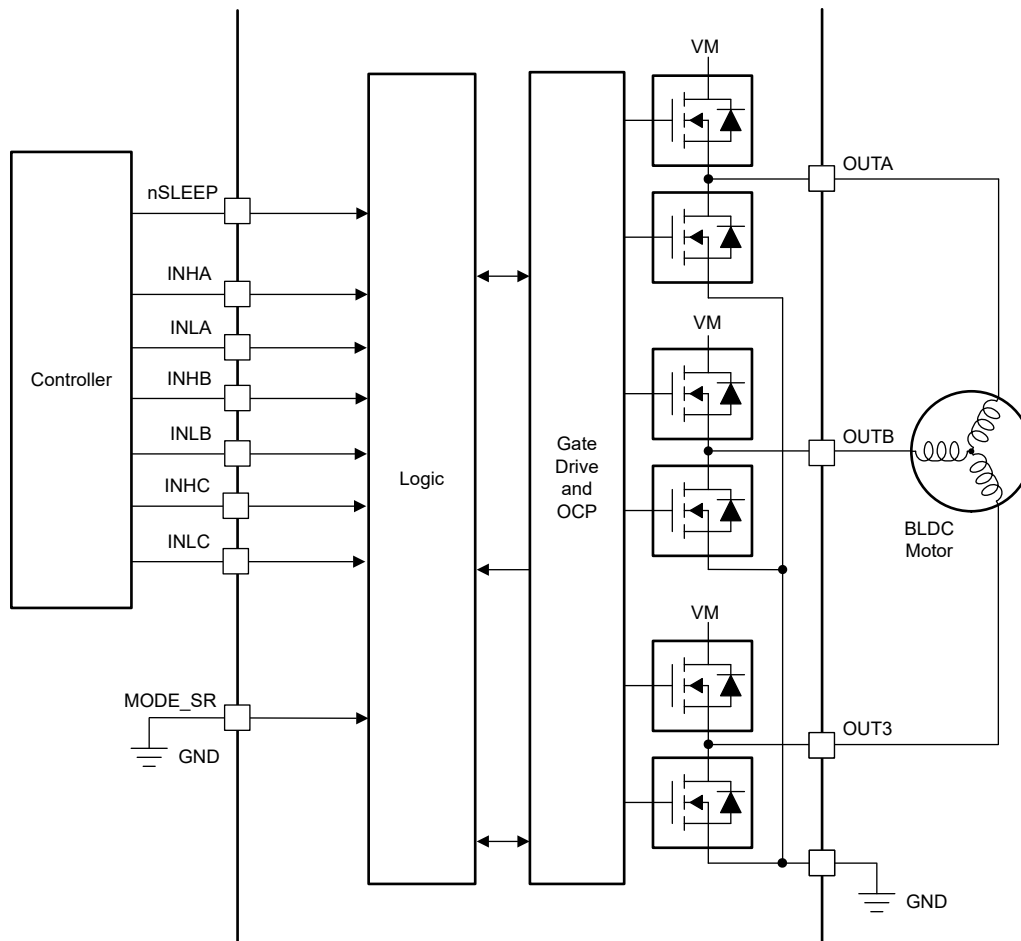 VM
OUTA
nSLEEP
INHA
INLA
VM
Controller
INHB
OUTB
INLB
Logic
Gate
Drive
and
OCP
INHC
BLDC
Motor
INLC
VM
MODE_SR
GND
OUT3
GND